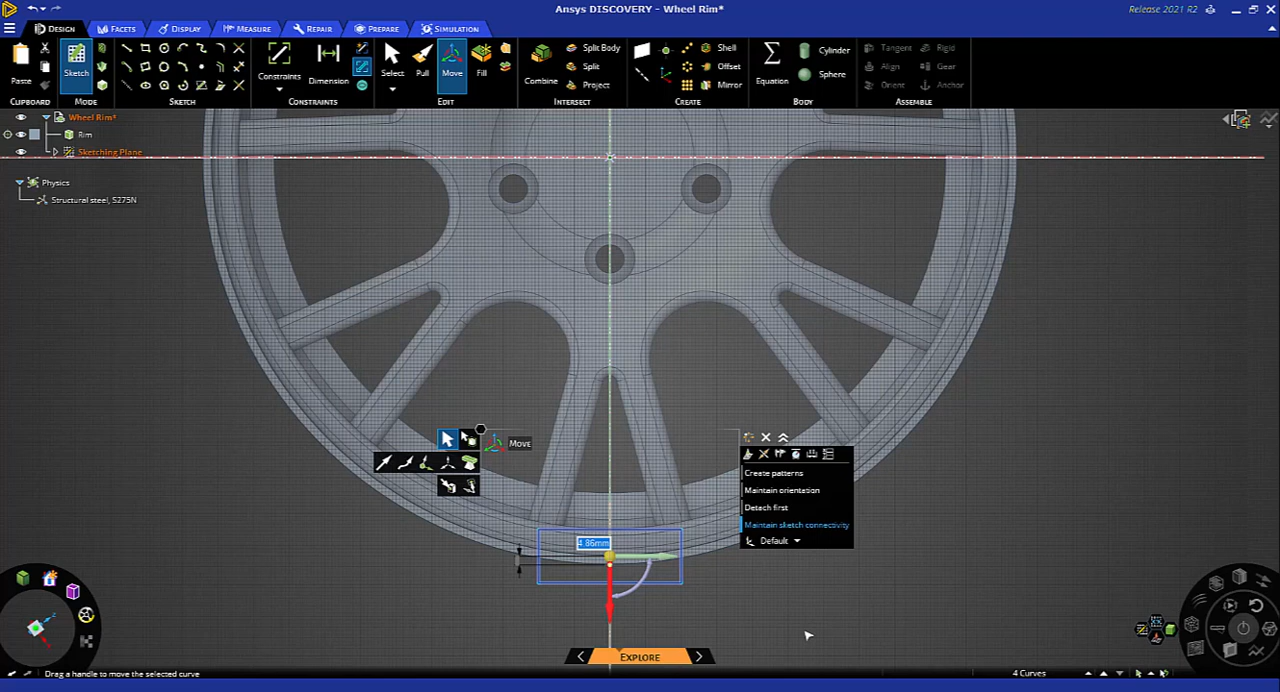 Ansys DISCOVERY - Wheel Rim*
Release 2021 R2
DESIGN
FACETS
DISPLAY
MEASURE
REPAIR
PREPARE
SIMULATION
Paste
Sketch
Constraints
Dimension
Select
Pull
Move
Fill
Combine
Split Body
Split
Project
Shell
Offset
Mirror
Equation
Cylinder
Sphere
Tangent
Rigid
Align
Gear
Orient
Anchor
CLIPBOARD
MODE
SKETCH
CONSTRAINTS
EDIT
INTERSECT
CREATE
BODY
ASSEMBLE
Wheel Rim*
Rim
Sketching Plane
Physics
Structural steel, S275N
Move
Create patterns
Maintain orientation
Detach first
Maintain sketch connectivity
Default
4.86mm
EXPLORE
Drag a handle to move the selected curve
4 Curves